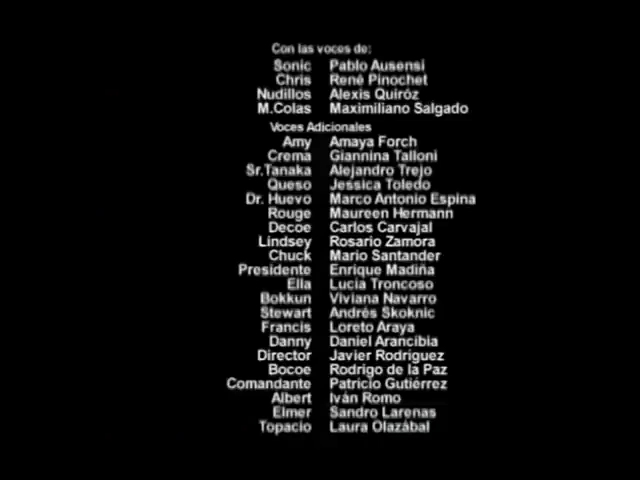 Con las voces de:
Sonic Pablo Ausensi
Chris René Pinochet
Nudillos Alexis Quiróz
M.Colas Maximiliano Salgado
Voces Adicionales
Amy Amaya Forch
Crema Giannina Talloni
Sr.Tanaka Alejandro Trejo
Queso Jessica Toledo
Dr. Huevo Marco Antonio Espina
Rouge Maureen Hermann
Decoe Carlos Carvajal
Lindsey Rosario Zamora
Chuck Mario Santander
Presidente Enrique Madiña
Ella Lucía Troncoso
Bokkun Viviana Navarro
Stewart Andrés Skoknic
Francis Loreto Araya
Danny Daniel Arancibia
Director Javier Rodríguez
Bocoe Rodrigo de la Paz
Comandante Patricio Gutiérrez
Albert Iván Romo
Elmer Sandro Larenas
Topacio Laura Olazábal